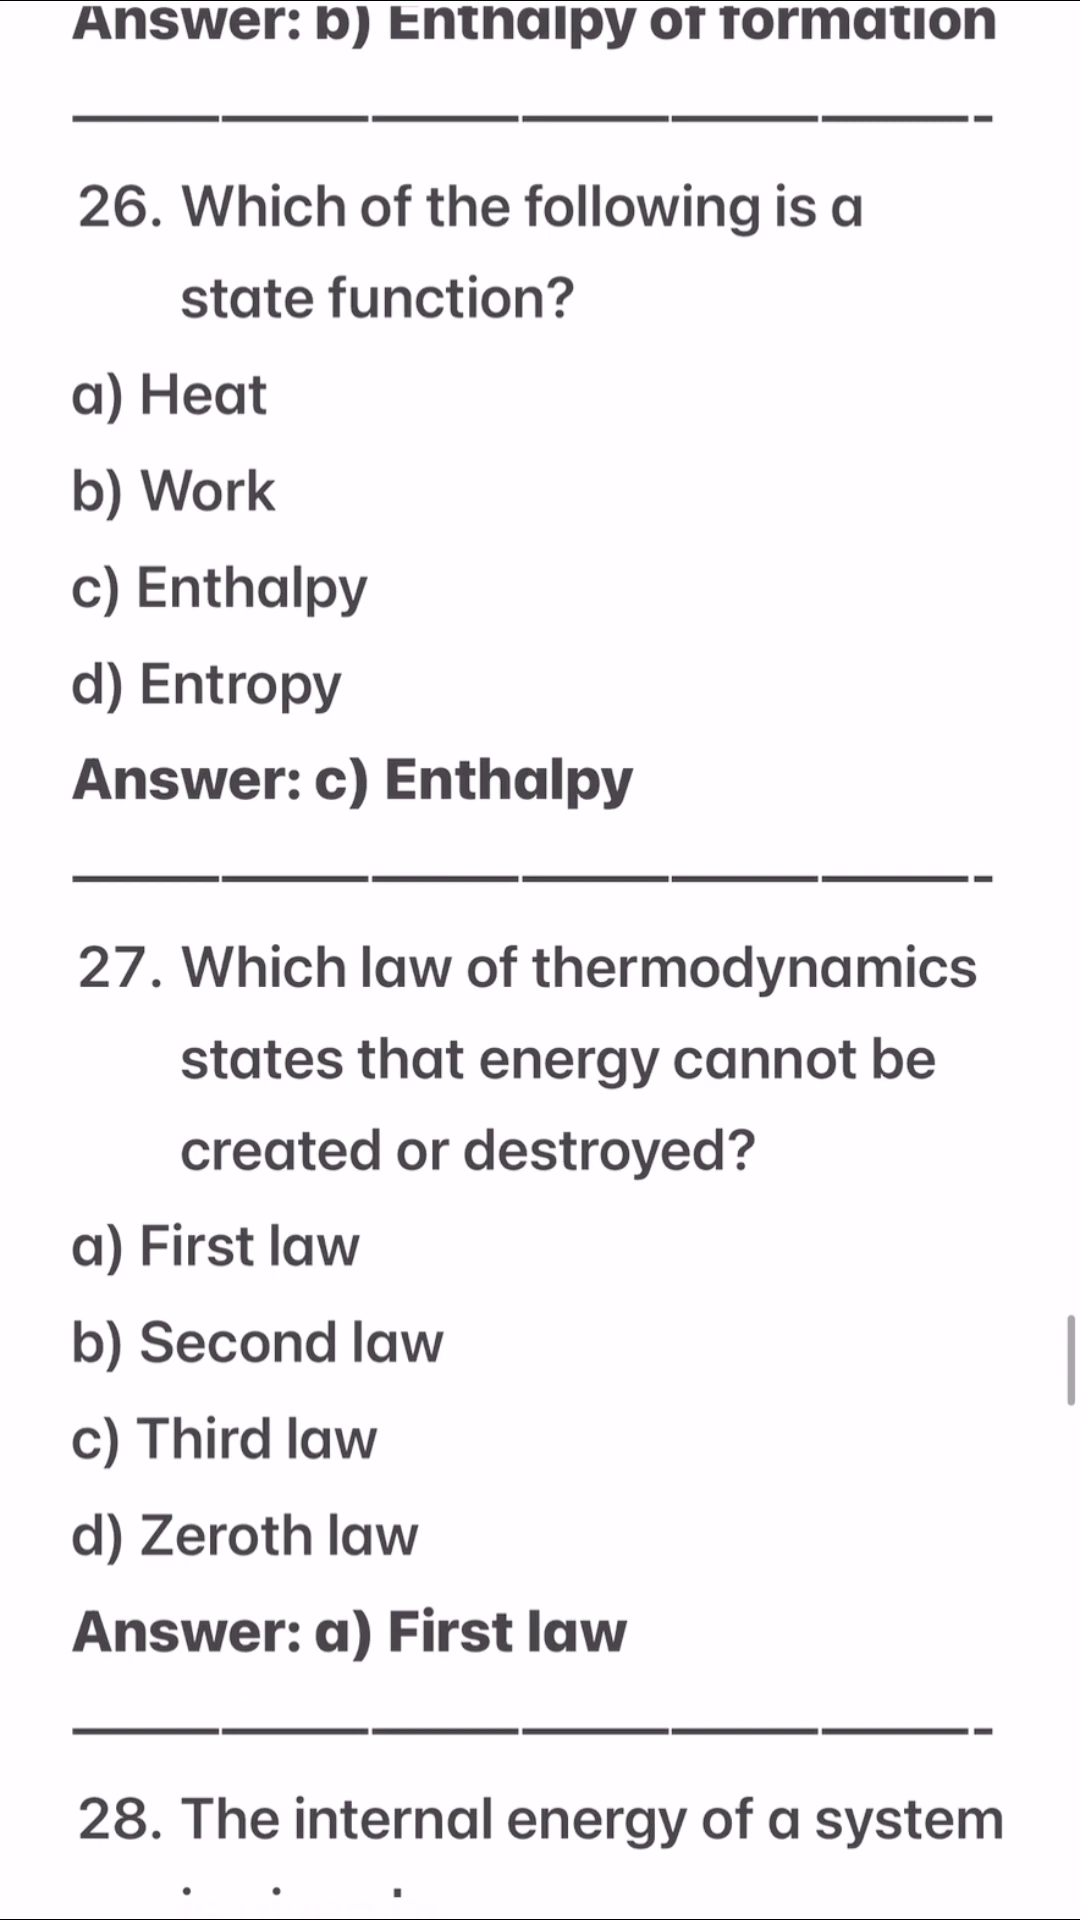 Answer: b) Enthalpy of formation
26. Which of the following is a
state function?
a) Heat
b) Work
c) Enthalpy
d) Entropy
Answer: c) Enthalpy
27. Which law of thermodynamics
states that energy cannot be
created or destroyed?
a) First law
b) Second law
c) Third law
d) Zeroth law
Answer: a) First law
28. The internal energy of a system